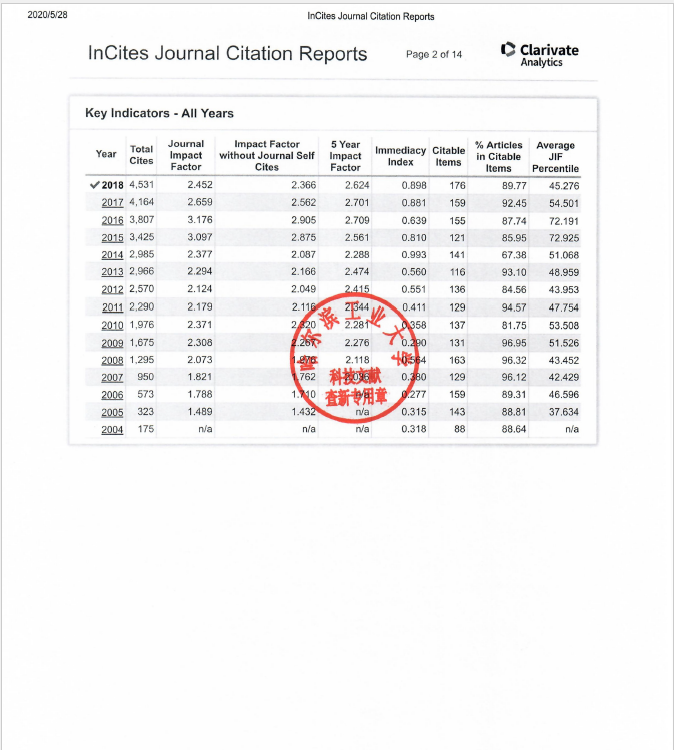 2020/5/28 InCites Journal Citation Reports
InCites Journal Citation Reports Page 2 of 14 Clarivate
Analytics
Key Indicators - All Years
Year Total Cites Journal Impact Factor Impact Factor without Journal Self Cites 5 Year Impact Factor Immediacy Index Citable Items % Articles in Citable Items Average JIF Percentile
✔2018 4,531 2.452 2.366 2.624 0.898 176 89.77 45.276
2017 4,164 2.659 2.562 2.701 0.881 159 92.45 54.501
2016 3,807 3.176 2.905 2.709 0.639 155 87.74 72.191
2015 3,425 3.097 2.875 2.561 0.810 121 85.95 72.925
2014 2,985 2.377 2.087 2.288 0.993 141 67.38 51.068
2013 2,966 2.294 2.166 2.474 0.560 116 93.10 48.959
2012 2,570 2.124 2.049 2.415 0.551 136 84.56 43.953
2011 2,290 2.179 2.116 2.344 0.411 129 94.57 47.754
2010 1,976 2.371 2.320 2.281 0.358 137 81.75 53.508
2009 1,675 2.308 2.267 2.276 0.290 131 96.95 51.526
2008 1,295 2.073 2.118 0.564 163 96.32 43.452
2007 950 1.821 1.762 0.380 129 96.12 42.429
2006 573 1.788 1.710 n/a 0.277 159 89.31 46.596
2005 323 1.489 1.432 n/a 0.315 143 88.81 37.634
2004 175 n/a n/a n/a 0.318 88 88.64 n/a
哈尔滨工业大学
科技文献
查新专用章